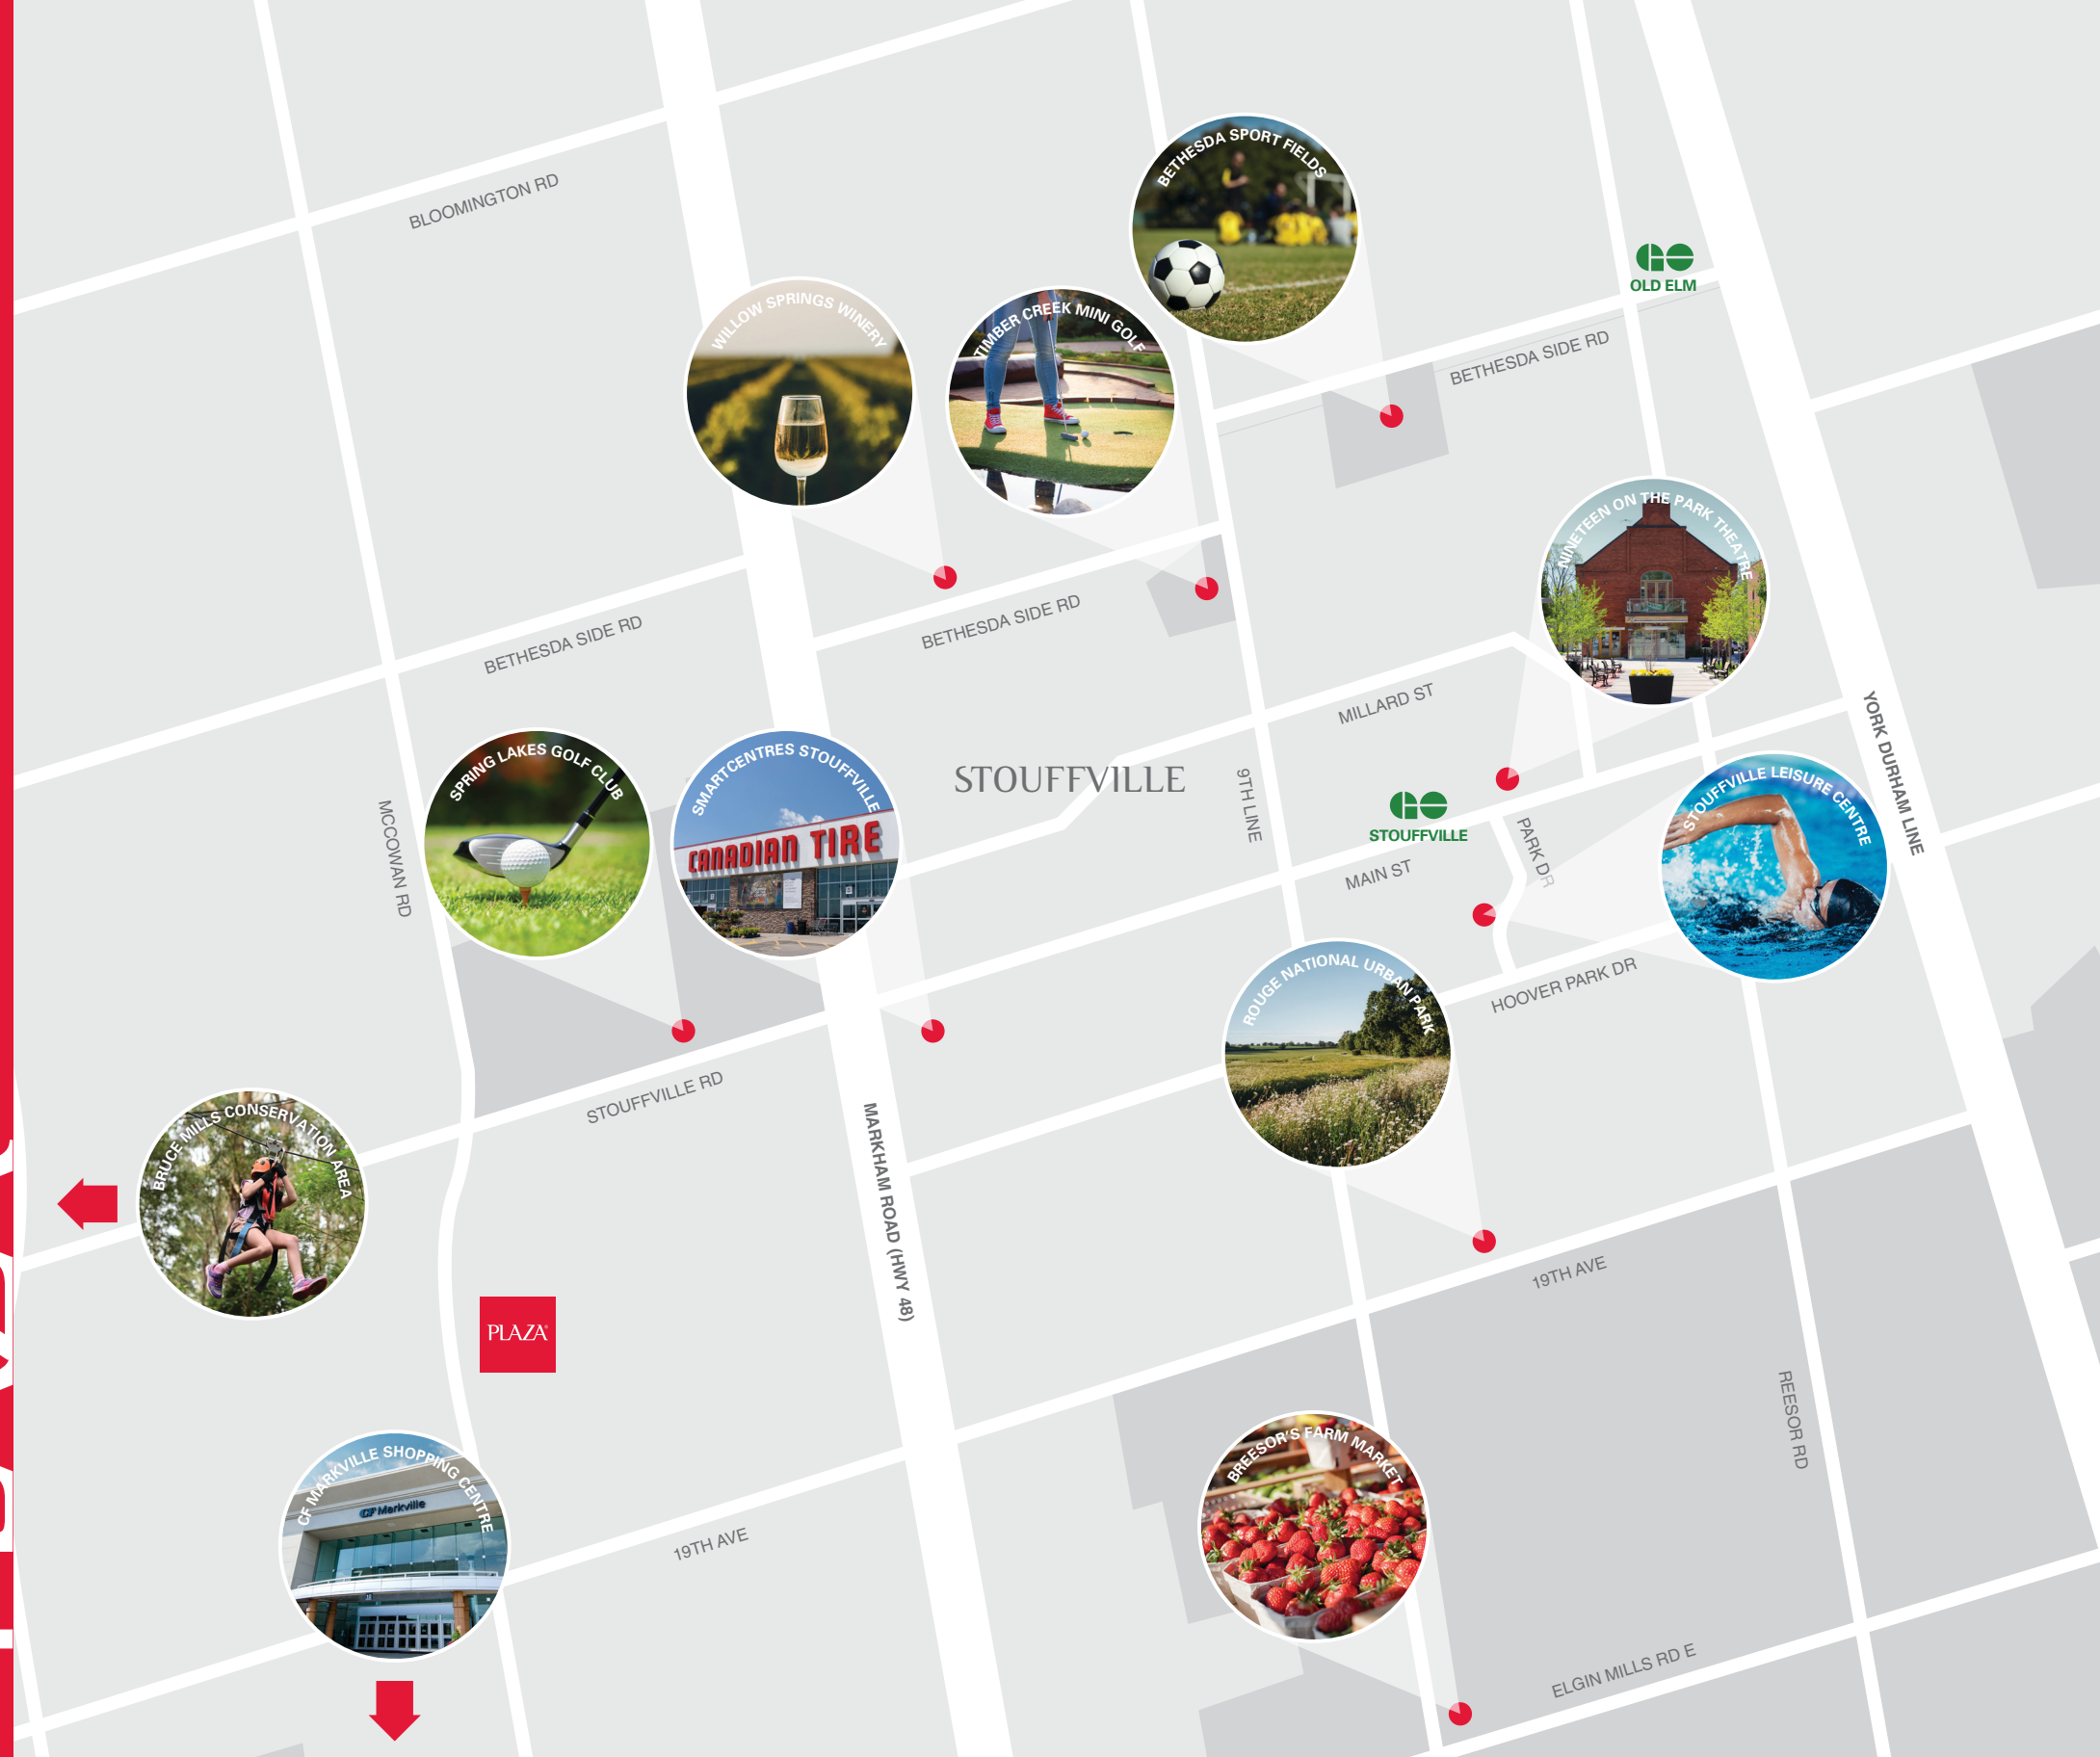 BLOOMINGTON RD
BETHESDA SPORT FIELDS
OLD ELM
BETHESDA SIDE RD
WILLOW SPRINGS WINERY
TIMBER CREEK MINI GOLF
NINETEEN ON THE PARK THEATRE
BETHESDA SIDE RD
BETHESDA SIDE RD
MILLARD ST
YORK DURHAM LINE
SPRING LAKES GOLF CLUB
SMARTCENTRES STOUFFVILLE
CANADIAN TIRE
STOUFFVILLE
9TH LINE
STOUFFVILLE
PARK DR
STOUFFVILLE LEISURE CENTRE
MCCOWAN RD
MAIN ST
ROUGE NATIONAL URBAN PARK
HOOVER PARK DR
STOUFFVILLE RD
BRUCE MILLS CONSERVATION AREA
MARKHAM ROAD (HWY 48)
19TH AVE
PLAZA
REESOR RD
CF MARKVILLE SHOPPING CENTRE
CF Markville
BREESOR'S FARM MARKET
19TH AVE
ELGIN MILLS RD E